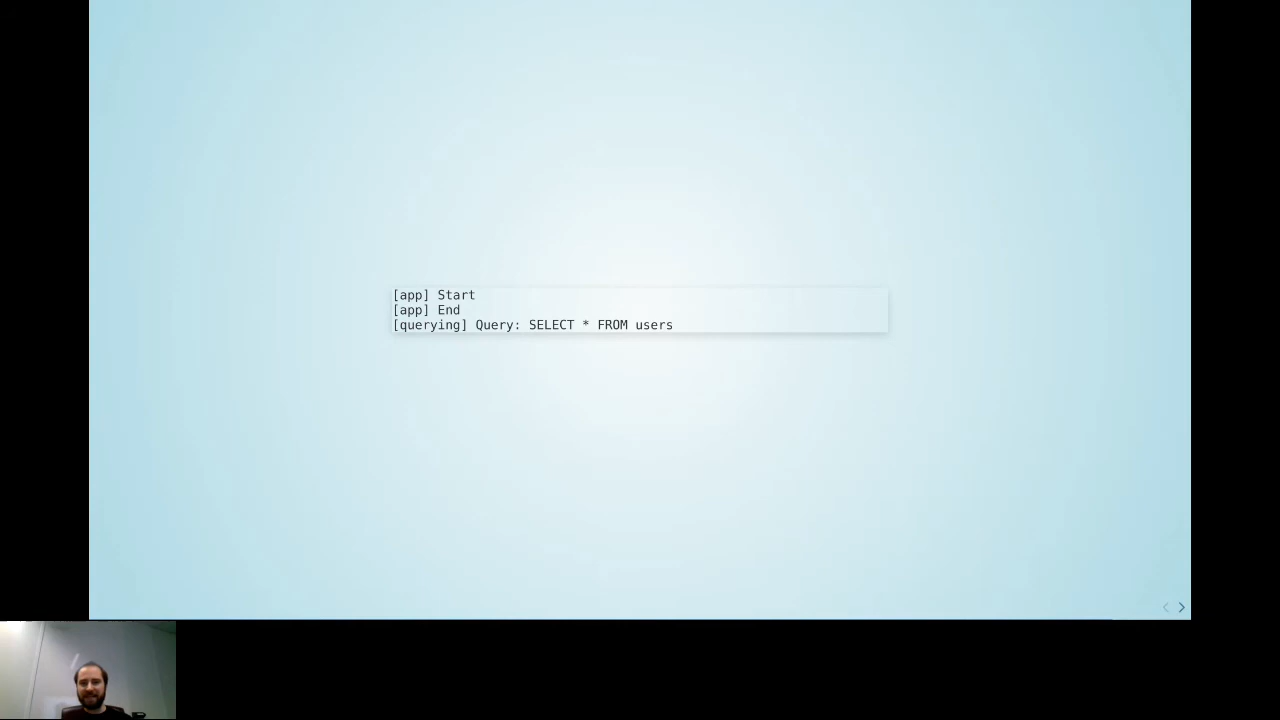 [app] Start
[app] End
[querying] Query: SELECT * FROM users